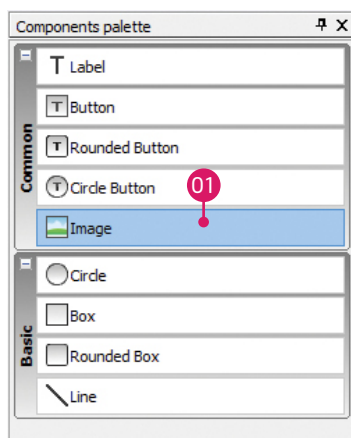 Components palette
Common
T Label
T Button
T Rounded Button
T Circle Button
01
Image
Basic
Circle
Box
Rounded Box
Line